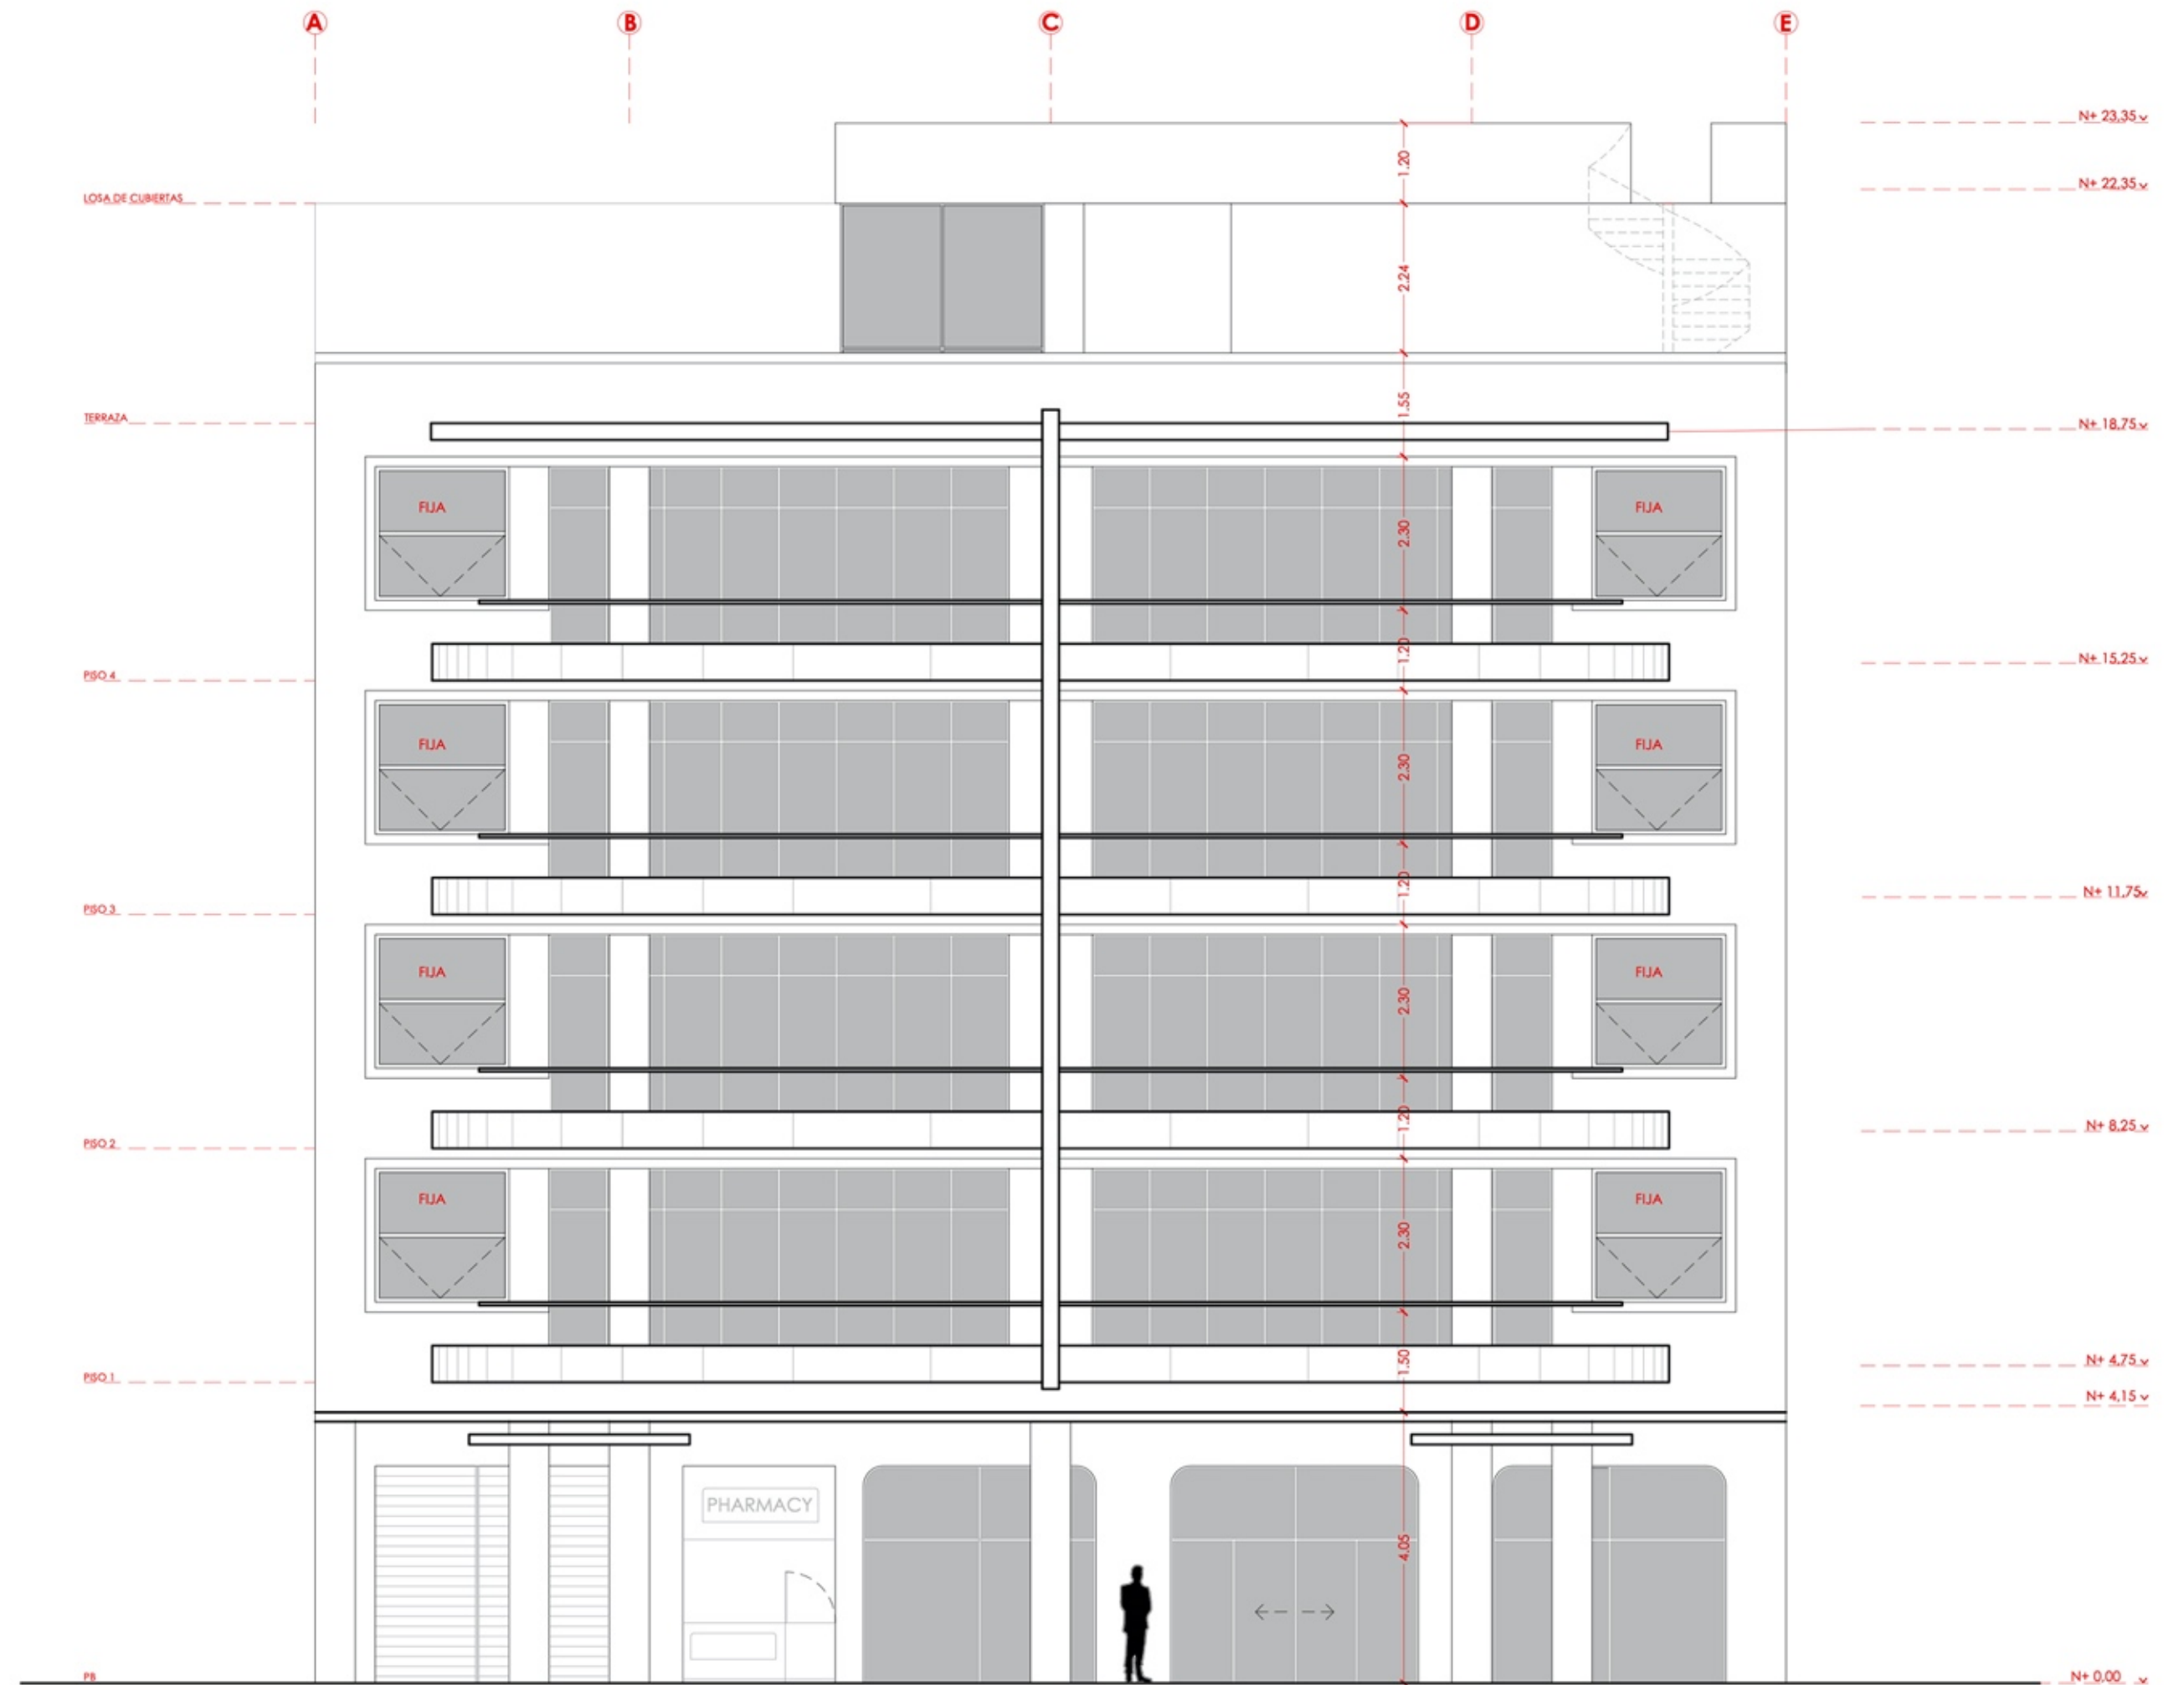 A B C D E
N+ 23,35
1.20
N+ 22,35
LOSA DE CUBIERTAS
2.24
1.55
TERRAZA
N+ 18,75
FIJA FIJA
2.30
1.20
N+ 15,25
PISO 4
FIJA FIJA
2.30
1.20
N+ 11,75
PISO 3
FIJA FIJA
2.30
1.20
N+ 8,25
PISO 2
FIJA FIJA
2.30
1.50
N+ 4,75
PISO 1
N+ 4,15
PHARMACY
4.05
PB
N+ 0,00